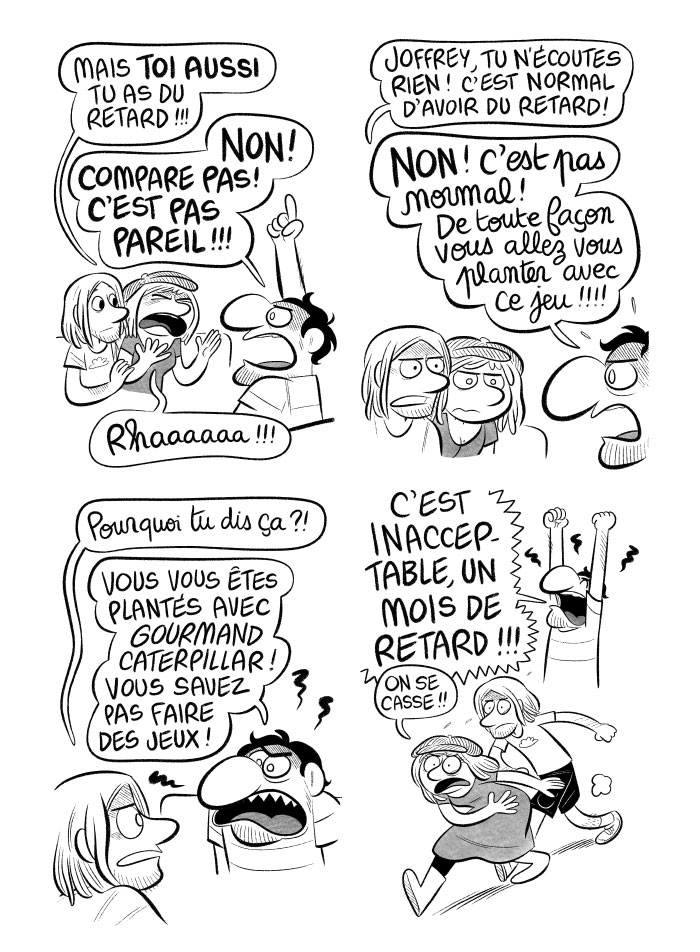 MAIS TOI AUSSI
TU AS DU
RETARD !!!
NON!
COMPARE PAS!
C'EST PAS
PAREIL !!!
Rhaaaaaa !!!
JOFFREY, TU N'ÉCOUTES
RIEN! C'EST NORMAL
D'AVOIR DU RETARD!
NON! C'est pas
normal!
De toute façon
vous allez vous
planter avec
ce jeu !!!!
Pourquoi tu dis ça ?!
VOUS VOUS ÊTES
PLANTÉS AVEC
GOURMAND
CATERPILLAR!
VOUS SAVEZ
PAS FAIRE
DES JEUX!
C'EST
INACCEP-
TABLE, UN
MOIS DE
RETARD !!!
ON SE
CASSE !!